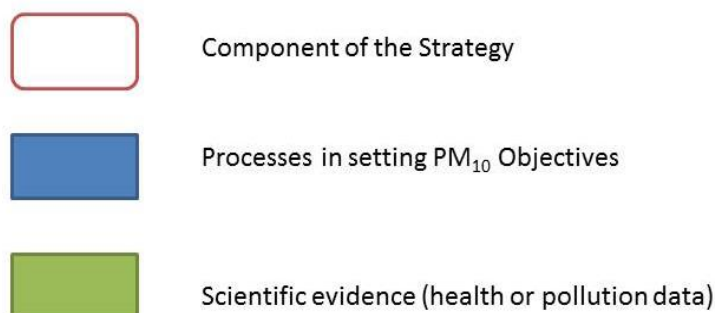 Component of the Strategy
Processes in setting PM₁₀ Objectives
Scientific evidence (health or pollution data)